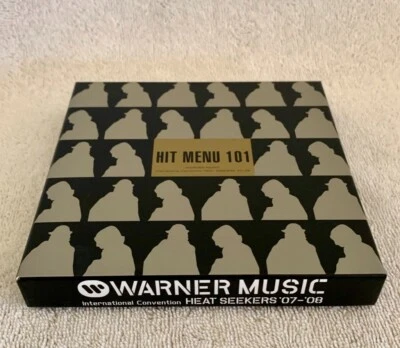 HIT MENU 101
WARNER MUSIC
International Convention HEAT SEEKERS '07-'08